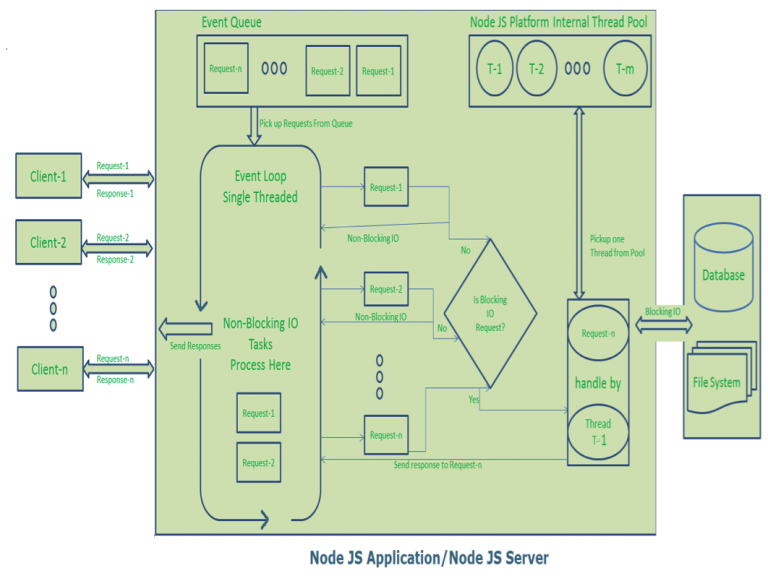 Event Queue
Node JS Platform Internal Thread Pool
Request-n
Request-2
Request-1
T-1
T-2
T-m
Pick up Requests From Queue
Client-1
Request-1
Response-1
Event Loop
Single Threaded
Request-1
Non-Blocking IO
No
Client-2
Request-2
Response-2
Pickup one
Thread from Pool
Database
Request-2
Non-Blocking IO
No
Is Blocking
IO
Request?
Blocking IO
Request-n
Send Responses
Non-Blocking IO
Tasks
Process Here
Client-n
Request-n
Response-n
handle by
File System
Yes
Request-1
Request-n
Thread
T-1
Request-2
Send response to Request-n
Node JS Application/Node JS Server